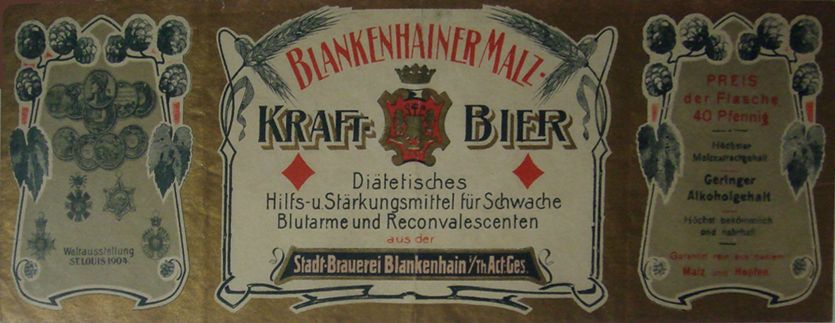 Weltausstellung
ST. LOUIS 1904.
BLANKENHAINER MALZ-
KRAFT-BIER
Diätetisches
Hilfs-u. Stärkungsmittel für Schwache
Blutarme und Reconvalescenten
aus der
Stadt-Brauerei Blankenhain i/Th Act-Ges.
PREIS
der Flasche
40 Pfennig
Höchster
Malzextractgehalt
Geringer
Alkoholgehalt
Höchst bekömmlich
und nahrhaft
Garantirt rein aus
Malz und Hopfen.